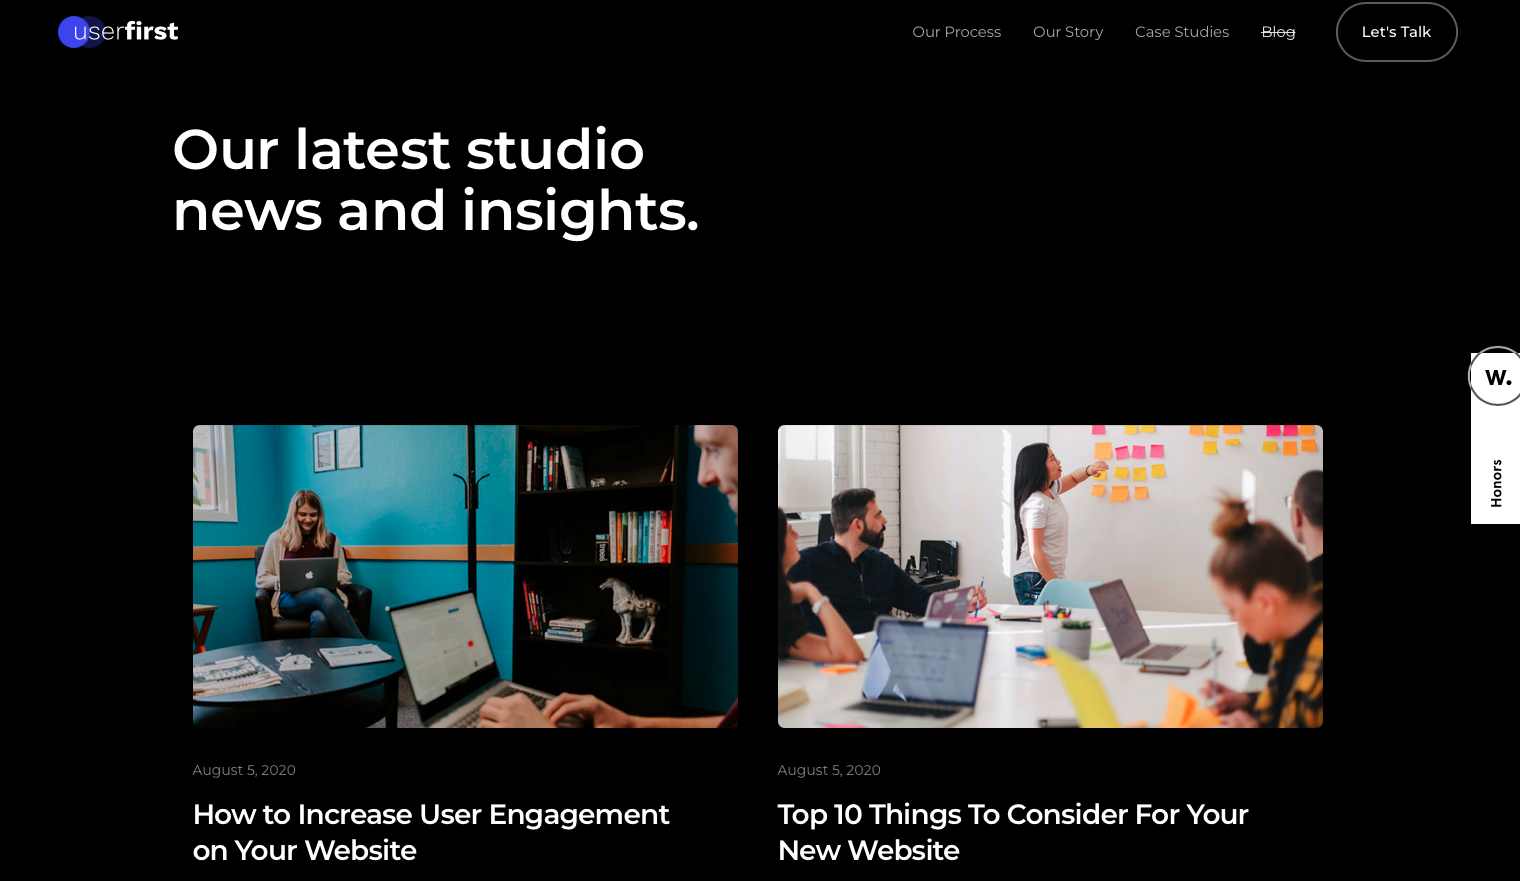 userfirst
Our Process
Our Story
Case Studies
Blog
Let's Talk
Our latest studio
news and insights.
W.
Honors
August 5, 2020
How to Increase User Engagement
on Your Website
August 5, 2020
Top 10 Things To Consider For Your
New Website